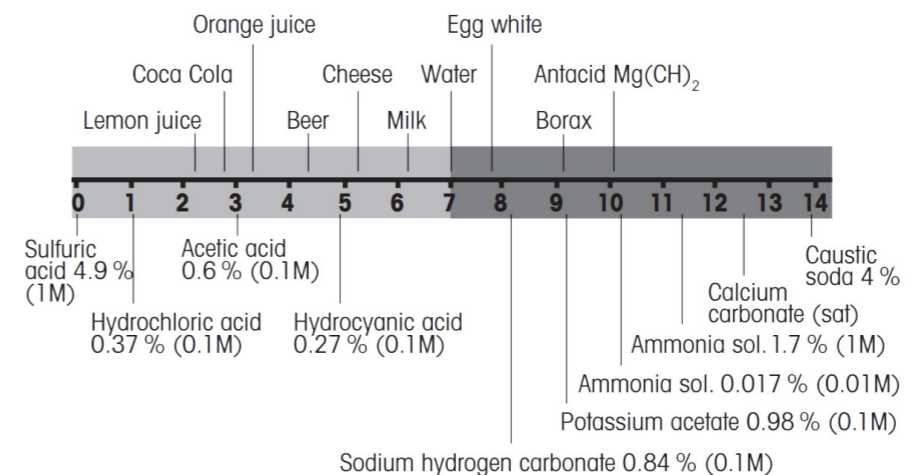 Orange juice
Egg white
Coca Cola
Cheese
Water
Antacid Mg(CH)2
Lemon juice
Beer
Milk
Borax
0 1 2 3 4 5 6 7 8 9 10 11 12 13 14
Sulfuric
acid 4.9 %
(1M)
Acetic acid
0.6 % (0.1M)
Caustic
soda 4 %
Calcium
carbonate (sat)
Hydrochloric acid
0.37 % (0.1M)
Hydrocyanic acid
0.27 % (0.1M)
Ammonia sol. 1.7 % (1M)
Ammonia sol. 0.017 % (0.01M)
Potassium acetate 0.98 % (0.1M)
Sodium hydrogen carbonate 0.84 % (0.1M)